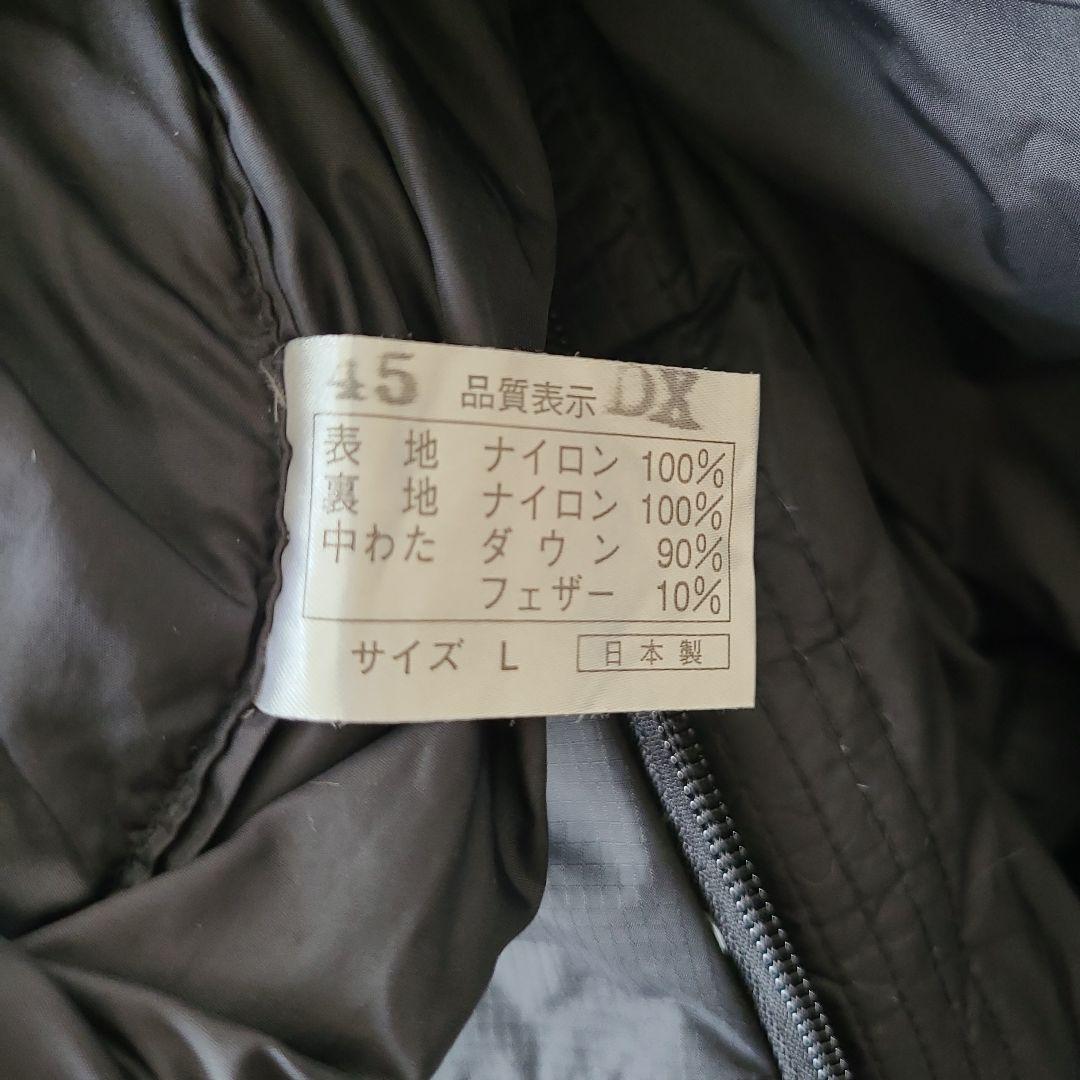 45 品質表示 DX
表 地 ナイロン 100%
裏 地 ナイロン 100%
中わた ダウン 90%
フェザー 10%
サイズ L 日本製